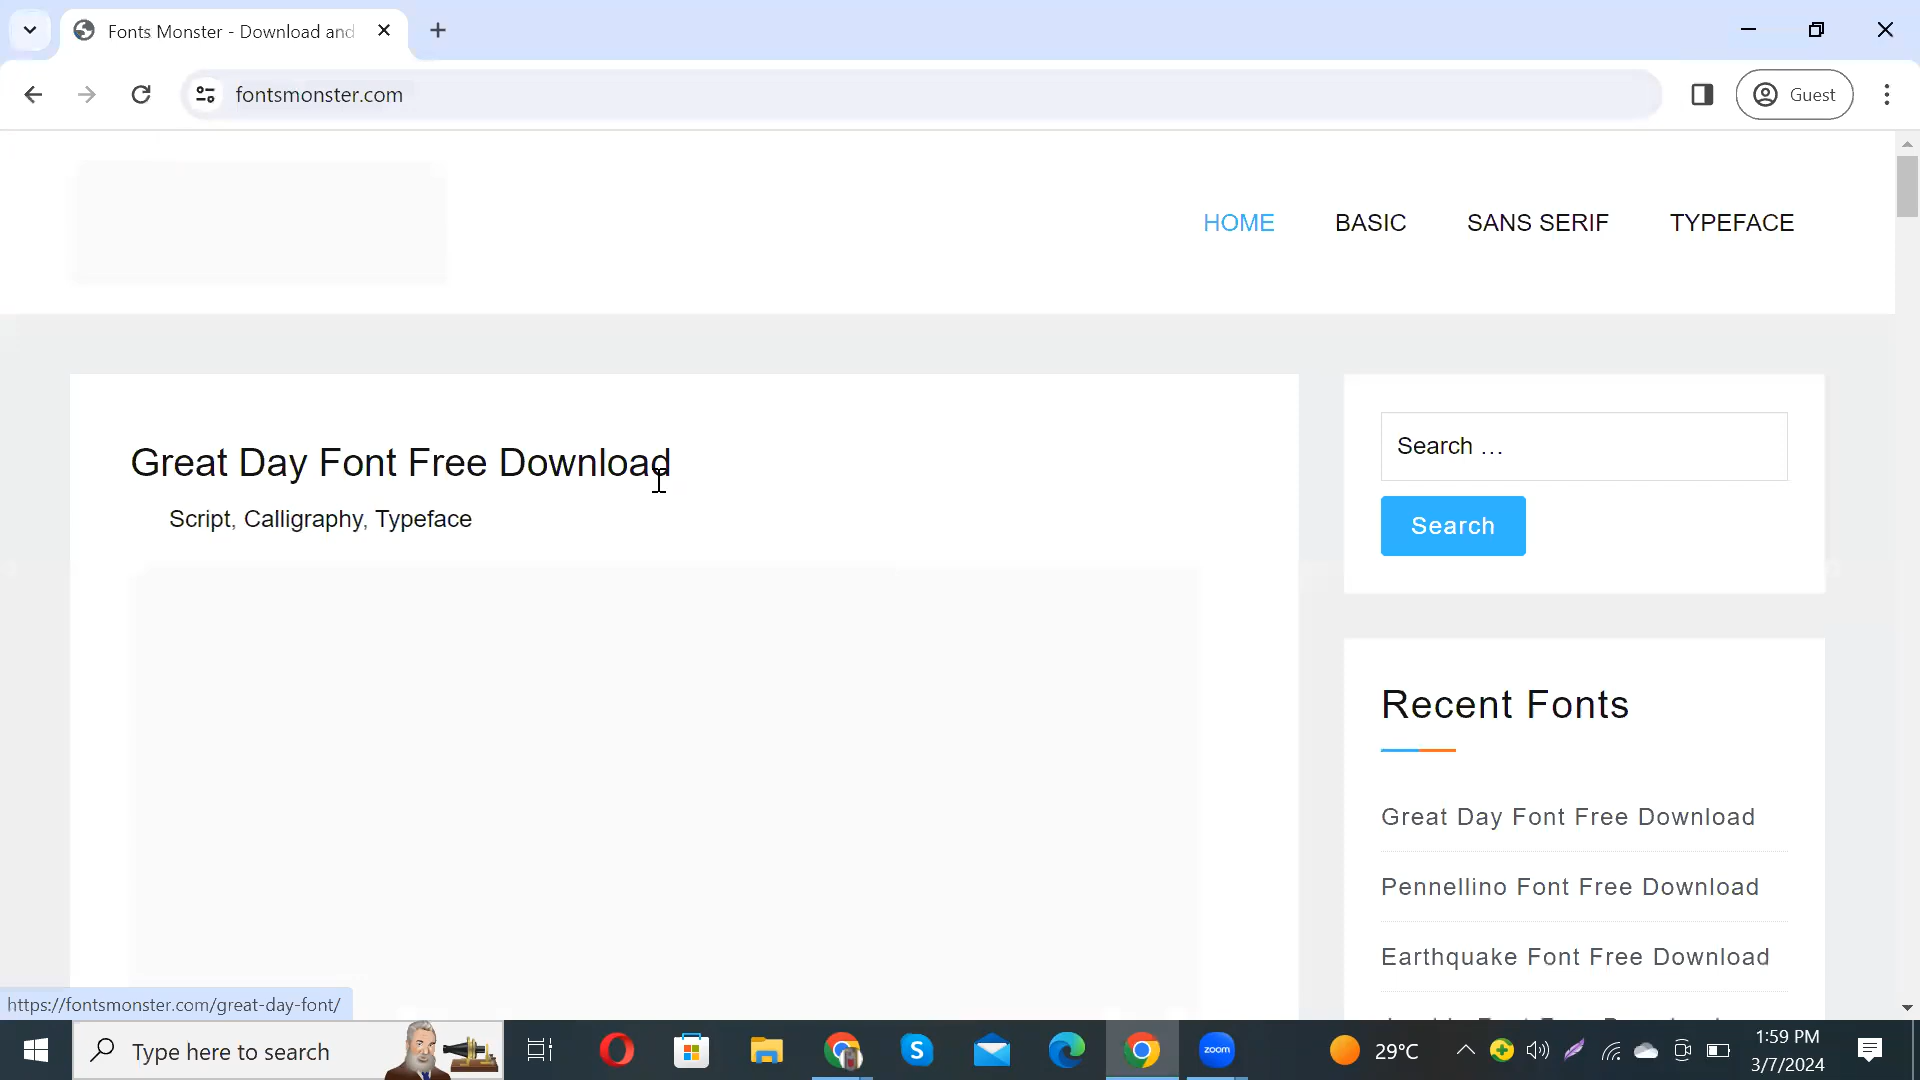 Fonts Monster - Download and
fontsmonster.com
Guest
HOME
BASIC
SANS SERIF
TYPEFACE
Great Day Font Free Download
Script, Calligraphy, Typeface
Search …
Search
Recent Fonts
Great Day Font Free Download
Pennellino Font Free Download
Earthquake Font Free Download
https://fontsmonster.com/great-day-font/
Type here to search
zoom
29°C
1:59 PM
3/7/2024